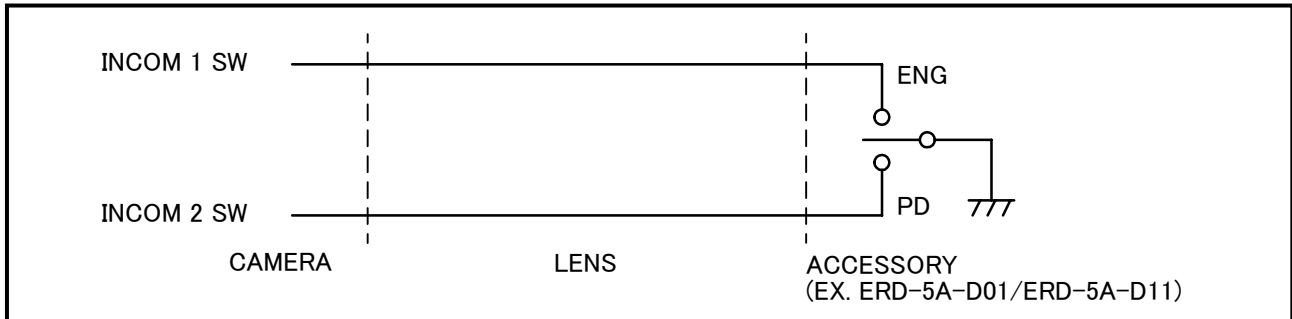 INCOM 1 SW
ENG
INCOM 2 SW
PD
CAMERA
LENS
ACCESSORY
(EX. ERD-5A-D01/ERD-5A-D11)